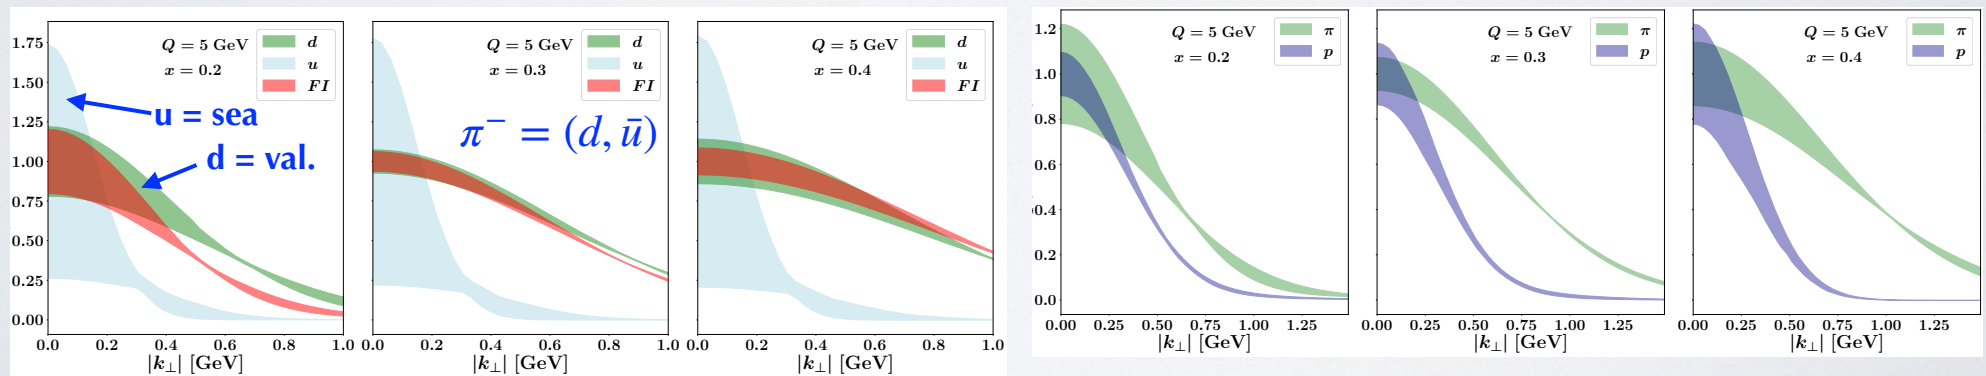 Q = 5 GeV
x = 0.2
d
u
FI
u = sea
d = val.
1.75
1.50
1.25
1.00
0.75
0.50
0.25
0.00
0.0 0.2 0.4 0.6 0.8 1.0
|k⊥| [GeV]
Q = 5 GeV
x = 0.3
d
u
FI
π⁻ = (d, ū)
0.2 0.4 0.6 0.8 1.0
|k⊥| [GeV]
Q = 5 GeV
x = 0.4
d
u
FI
0.0 0.2 0.4 0.6 0.8 1.0
|k⊥| [GeV]
Q = 5 GeV
x = 0.2
π
p
1.2
1.0
0.8
0.6
0.4
0.2
0.0
0.00 0.25 0.50 0.75 1.00 1.25
|k⊥| [GeV]
Q = 5 GeV
x = 0.3
π
p
0.00 0.25 0.50 0.75 1.00 1.25
|k⊥| [GeV]
Q = 5 GeV
x = 0.4
π
p
0.00 0.25 0.50 0.75 1.00 1.25
|k⊥| [GeV]